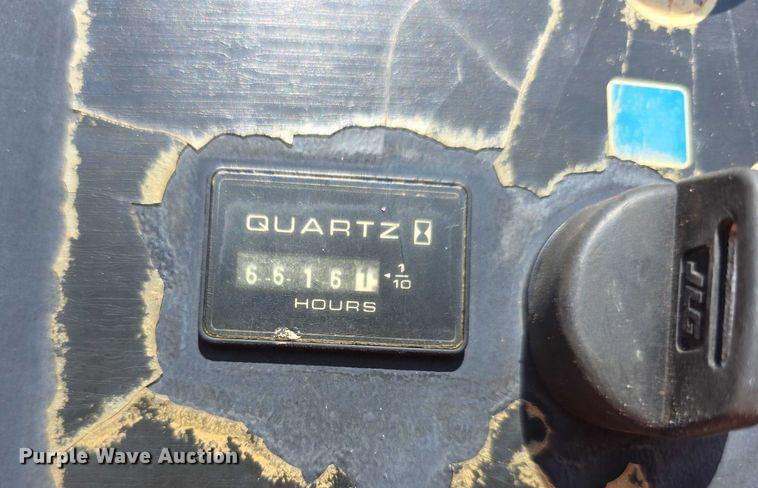 QUARTZ
6 6 1 6 1 1/10
HOURS
JLG
Purple Wave Auction